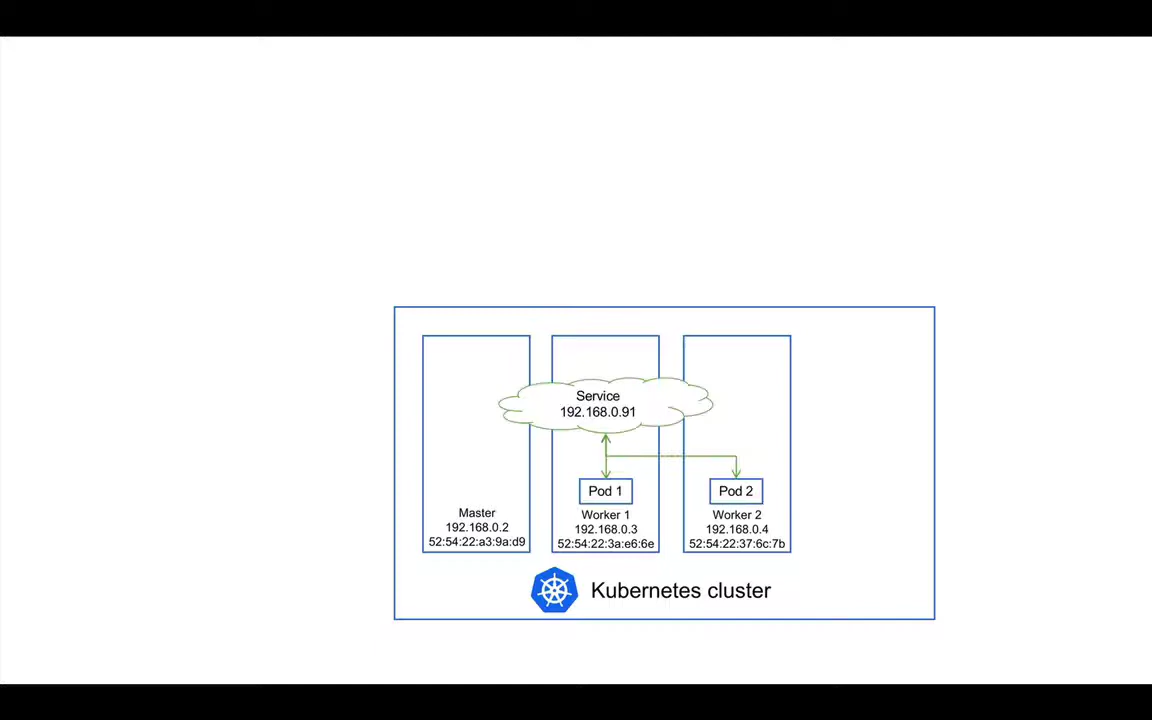 Service
192.168.0.91
Pod 1
Pod 2
Master
192.168.0.2
52:54:22:a3:9a:d9
Worker 1
192.168.0.3
52:54:22:3a:e6:6e
Worker 2
192.168.0.4
52:54:22:37:6c:7b
Kubernetes cluster